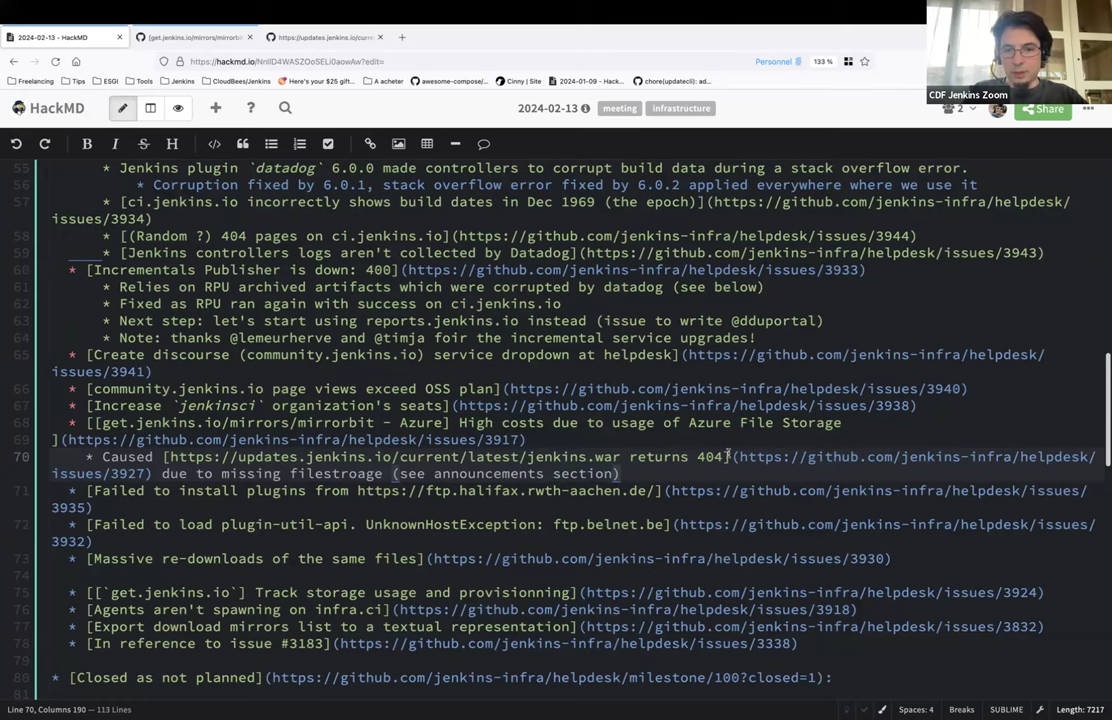 2024-02-13 - HackMD
[get.jenkins.io/mirrors/mirrorbit
https://updates.jenkins.io/curre
https://hackmd.io/NnlID4WASZOoSELi0aowAw?edit=
Personnel
133 %
Freelancing
Tips
ESGI
Tools
Jenkins
CloudBees/Jenkins
Here's your $25 gift...
A acheter
awesome-compose/...
Cinny | Site
2024-01-09 - HackMD
chore(updatecli): ad...
CDF Jenkins Zoom
HackMD
2024-02-13
meeting
infrastructure
2
Share
55 * Jenkins plugin `datadog` 6.0.0 made controllers to corrupt build data during a stack overflow error.
56 * Corruption fixed by 6.0.1, stack overflow error fixed by 6.0.2 applied everywhere where we use it
57 * [ci.jenkins.io incorrectly shows build dates in Dec 1969 (the epoch)](https://github.com/jenkins-infra/helpdesk/
issues/3934)
58 * [(Random ?) 404 pages on ci.jenkins.io](https://github.com/jenkins-infra/helpdesk/issues/3944)
59 * [Jenkins controllers logs aren't collected by Datadog](https://github.com/jenkins-infra/helpdesk/issues/3943)
60 * [Incrementals Publisher is down: 400](https://github.com/jenkins-infra/helpdesk/issues/3933)
61 * Relies on RPU archived artifacts which were corrupted by datadog (see below)
62 * Fixed as RPU ran again with success on ci.jenkins.io
63 * Next step: let's start using reports.jenkins.io instead (issue to write @dduportal)
64 * Note: thanks @lemeurherve and @timja foir the incremental service upgrades!
65 * [Create discourse (community.jenkins.io) service dropdown at helpdesk](https://github.com/jenkins-infra/helpdesk/
issues/3941)
66 * [community.jenkins.io page views exceed OSS plan](https://github.com/jenkins-infra/helpdesk/issues/3940)
67 * [Increase `jenkinsci` organization's seats](https://github.com/jenkins-infra/helpdesk/issues/3938)
68 * [[get.jenkins.io/mirrors/mirrorbit - Azure] High costs due to usage of Azure File Storage
69 ](https://github.com/jenkins-infra/helpdesk/issues/3917)
70 * Caused [https://updates.jenkins.io/current/latest/jenkins.war returns 404](https://github.com/jenkins-infra/helpdesk/
issues/3927) due to missing filestroage (see announcements section)
71 * [Failed to install plugins from https://ftp.halifax.rwth-aachen.de/](https://github.com/jenkins-infra/helpdesk/issues/
3935)
72 * [Failed to load plugin-util-api. UnknownHostException: ftp.belnet.be](https://github.com/jenkins-infra/helpdesk/issues/
3932)
73 * [Massive re-downloads of the same files](https://github.com/jenkins-infra/helpdesk/issues/3930)
74
75 * [[`get.jenkins.io`] Track storage usage and provisionning](https://github.com/jenkins-infra/helpdesk/issues/3924)
76 * [Agents aren't spawning on infra.ci](https://github.com/jenkins-infra/helpdesk/issues/3918)
77 * [Export download mirrors list to a textual representation](https://github.com/jenkins-infra/helpdesk/issues/3832)
78 * [In reference to issue #3183](https://github.com/jenkins-infra/helpdesk/issues/3338)
79
80 * [Closed as not planned](https://github.com/jenkins-infra/helpdesk/milestone/100?closed=1):
81
Line 70, Columns 190 — 113 Lines
Spaces: 4
Breaks
SUBLIME
Length: 7217